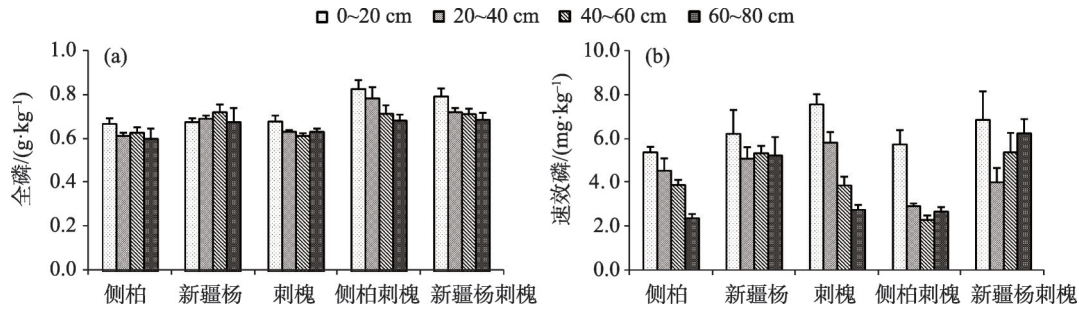 0~20 cm 20~40 cm 40~60 cm 60~80 cm
(a)
全磷/(g·kg⁻¹)
1.0
0.8
0.6
0.4
0.2
0.0
侧柏 新疆杨 刺槐 侧柏刺槐 新疆杨刺槐
(b)
速效磷/(mg·kg⁻¹)
10.0
8.0
6.0
4.0
2.0
0.0
侧柏 新疆杨 刺槐 侧柏刺槐 新疆杨刺槐